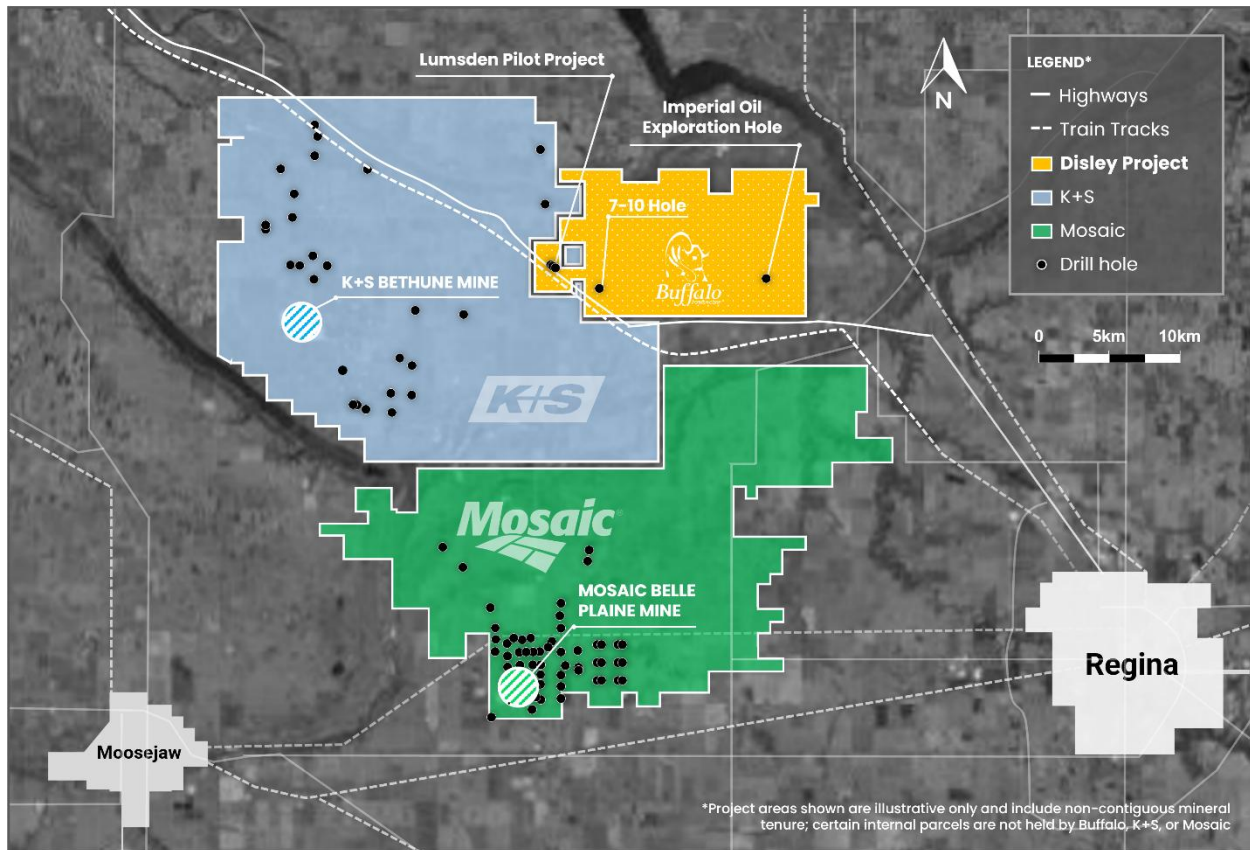 Lumsden Pilot Project
Imperial Oil
Exploration Hole
N
LEGEND*
Highways
Train Tracks
Disley Project
K+S
Mosaic
Drill hole
0 5km 10km
7-10 Hole
Buffalo
K+S BETHUNE MINE
K+S
Mosaic®
MOSAIC BELLE
PLAINE MINE
Regina
Moosejaw
*Project areas shown are illustrative only and include non-contiguous mineral
tenure; certain internal parcels are not held by Buffalo, K+S, or Mosaic